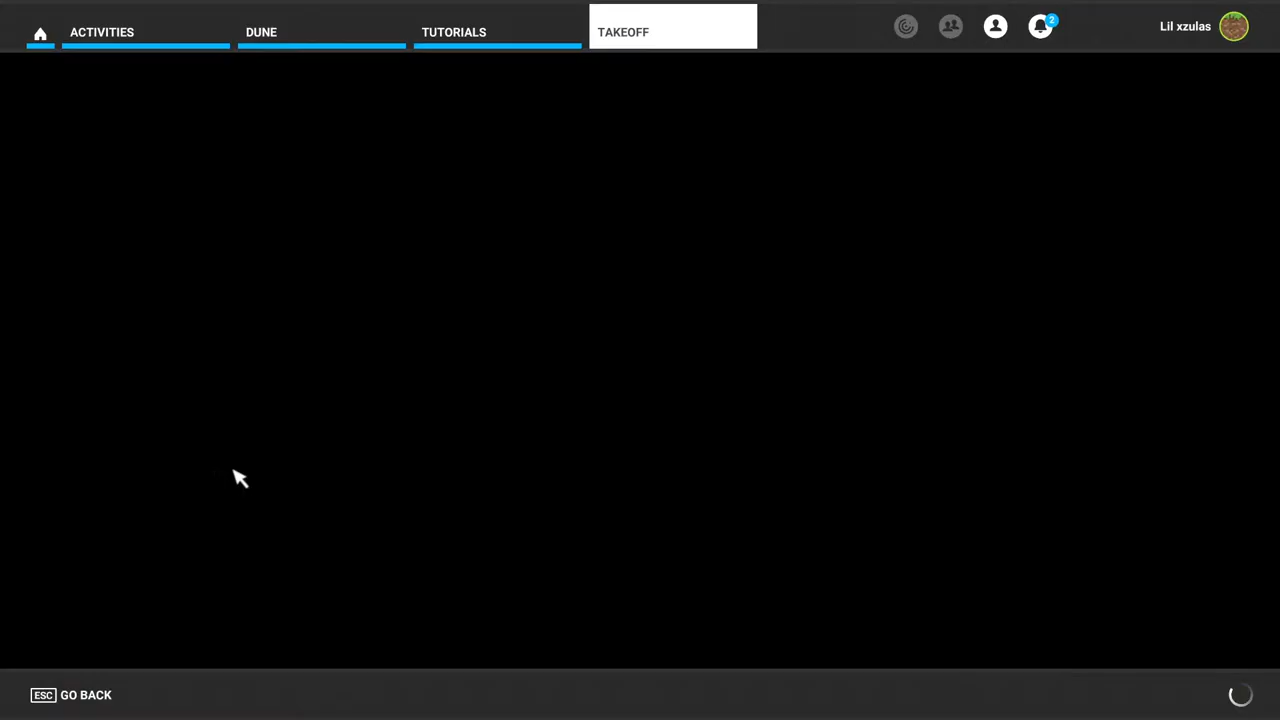 ACTIVITIES
DUNE
TUTORIALS
TAKEOFF
2
Lil xzulas
ESC GO BACK